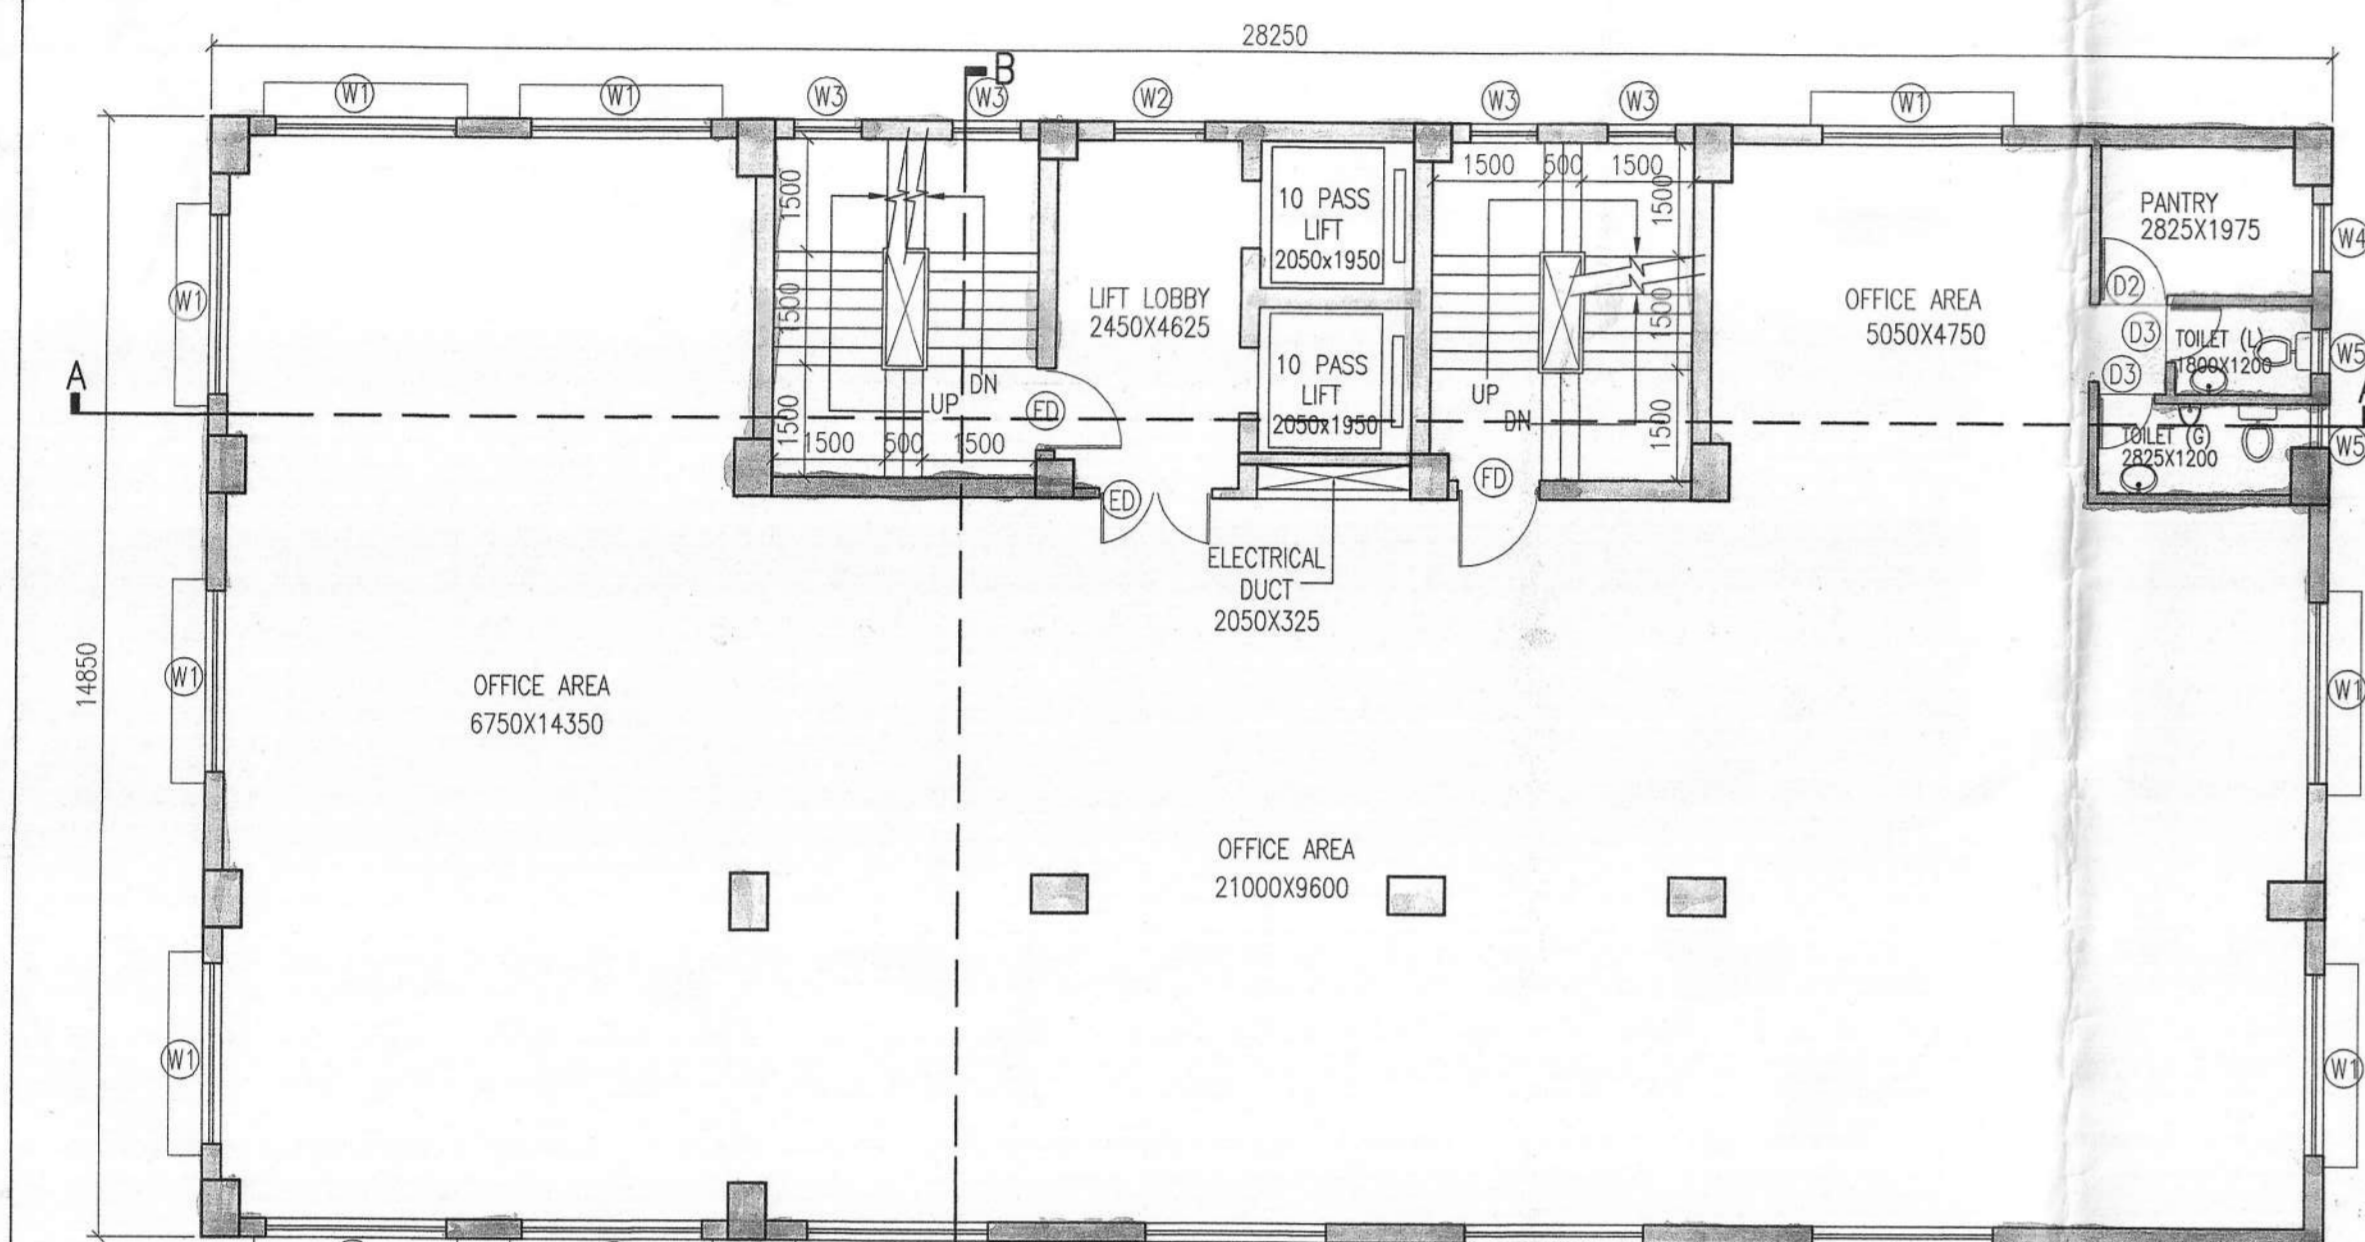 28250
B
W1
W1
W3
W3
W2
W3
W3
W1
1500
500
1500
1500
1500
10 PASS
LIFT
2050x1950
PANTRY
2825X1975
W4
D2
W1
1500
LIFT LOBBY
2450X4625
1500
OFFICE AREA
5050X4750
D3
TOILET (L)
1800X1200
W5
10 PASS
LIFT
2050x1950
D3
A
DN
UP
FD
UP
DN
1500
1500
A
1500
500
1500
TOILET (G)
2825X1200
W5
ED
FD
ELECTRICAL
DUCT
2050X325
14850
W1
OFFICE AREA
6750X14350
W1
OFFICE AREA
21000X9600
W1
W1